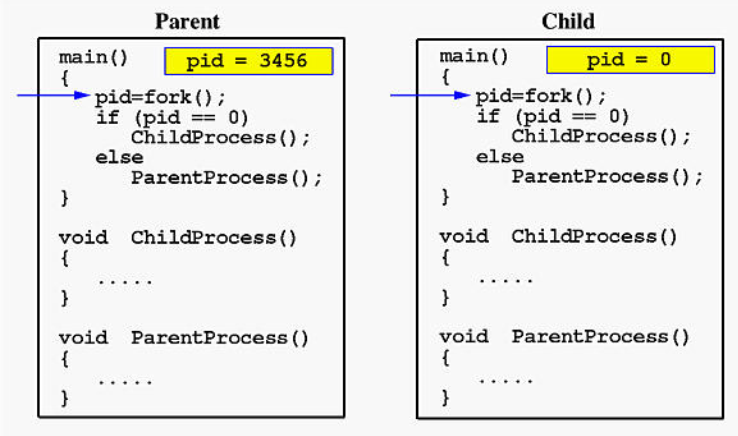 Parent
main()
pid = 3456
{
pid=fork();
if (pid == 0)
ChildProcess();
else
ParentProcess();
}
void ChildProcess()
{
.....
}
void ParentProcess()
{
.....
}
Child
main()
pid = 0
{
pid=fork();
if (pid == 0)
ChildProcess();
else
ParentProcess();
}
void ChildProcess()
{
.....
}
void ParentProcess()
{
.....
}